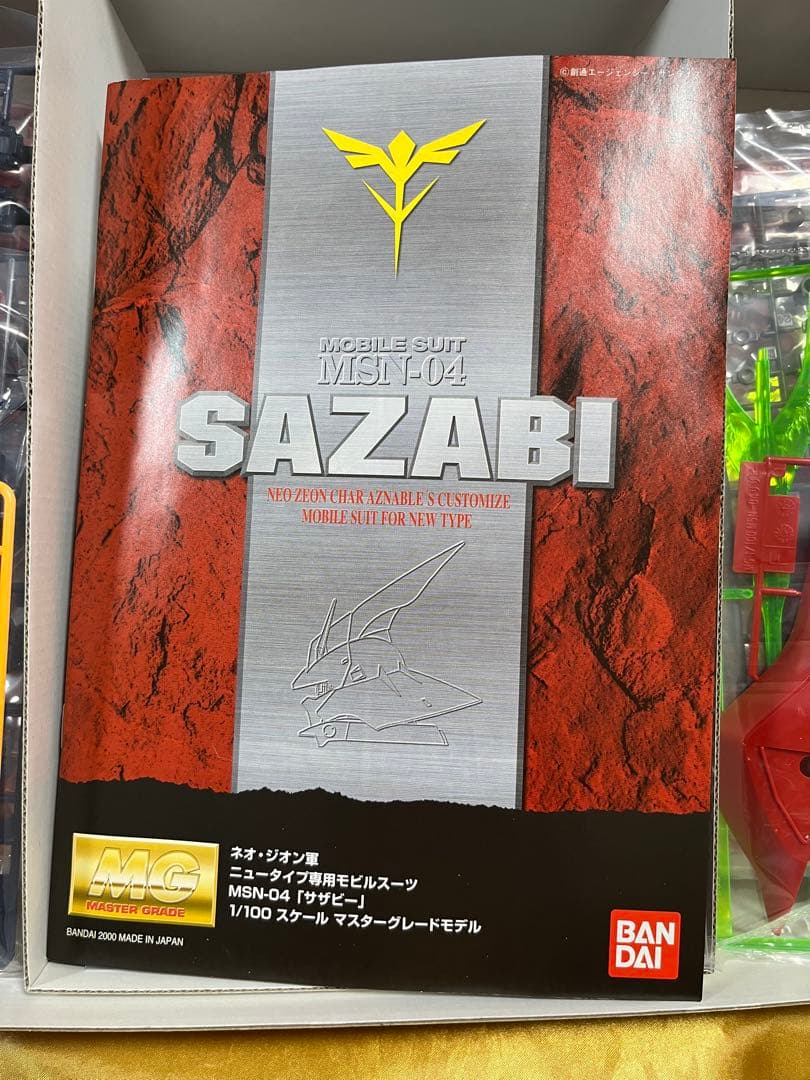 ©創通エージェンシー・サ
MOBILE SUIT
MSN-04
SAZABI
NEO ZEON CHAR AZNABLE S CUSTOMIZE
MOBILE SUIT FOR NEW TYPE
MG
MASTER GRADE
ネオ・ジオン軍
ニュータイプ専用モビルスーツ
MSN-04「サザビー」
1/100 スケール マスターグレードモデル
BANDAI 2000 MADE IN JAPAN
BAN
DAI